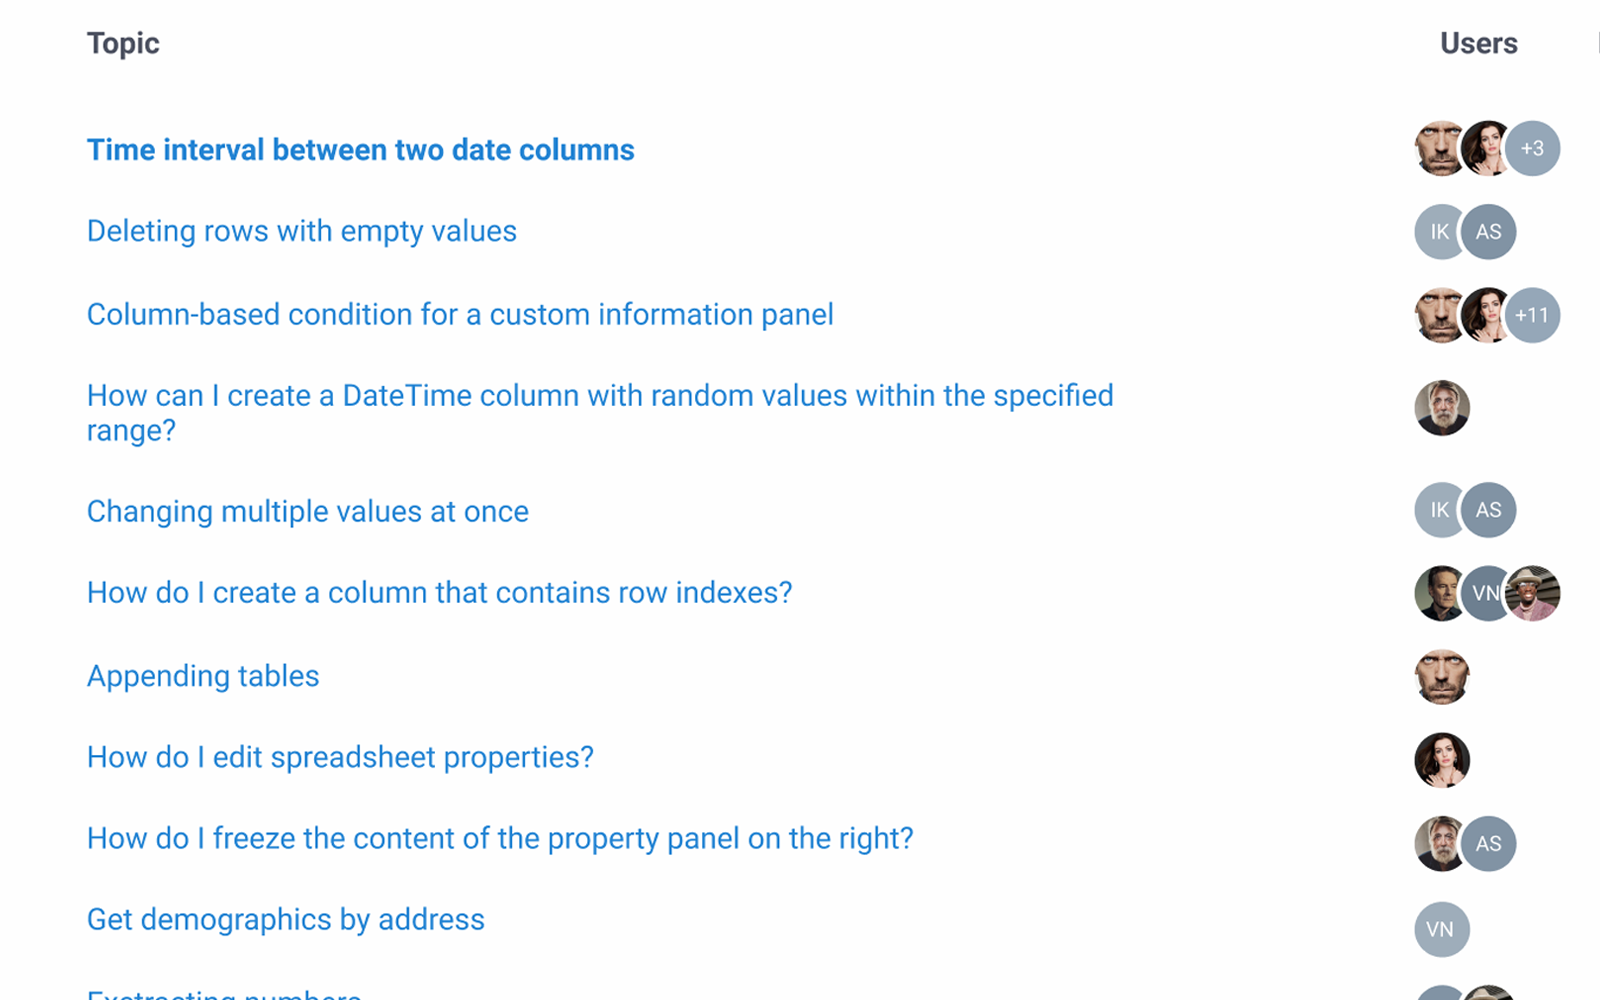 Topic Users
Time interval between two date columns +3
Deleting rows with empty values IK AS
Column-based condition for a custom information panel +11
How can I create a DateTime column with random values within the specified
range?
Changing multiple values at once IK AS
How do I create a column that contains row indexes? VN
Appending tables
How do I edit spreadsheet properties?
How do I freeze the content of the property panel on the right? AS
Get demographics by address VN
Exctracting numbers